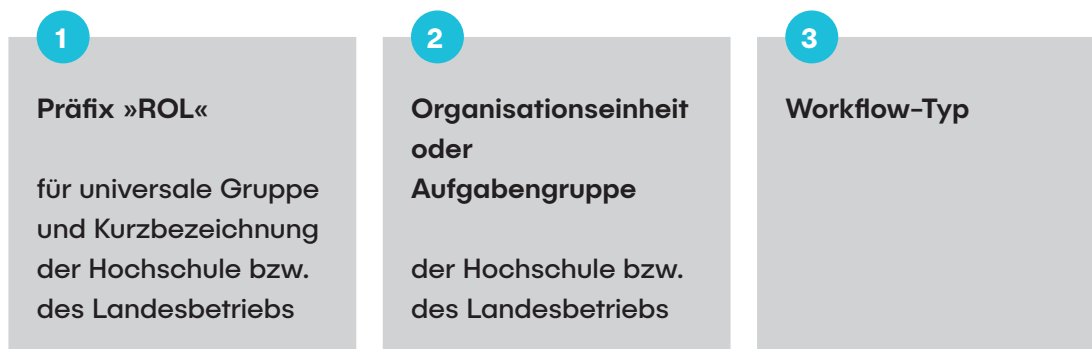 1
Präfix »ROL«
für universale Gruppe
und Kurzbezeichnung
der Hochschule bzw.
des Landesbetriebs
2
Organisationseinheit
oder
Aufgabengruppe
der Hochschule bzw.
des Landesbetriebs
3
Workflow-Typ